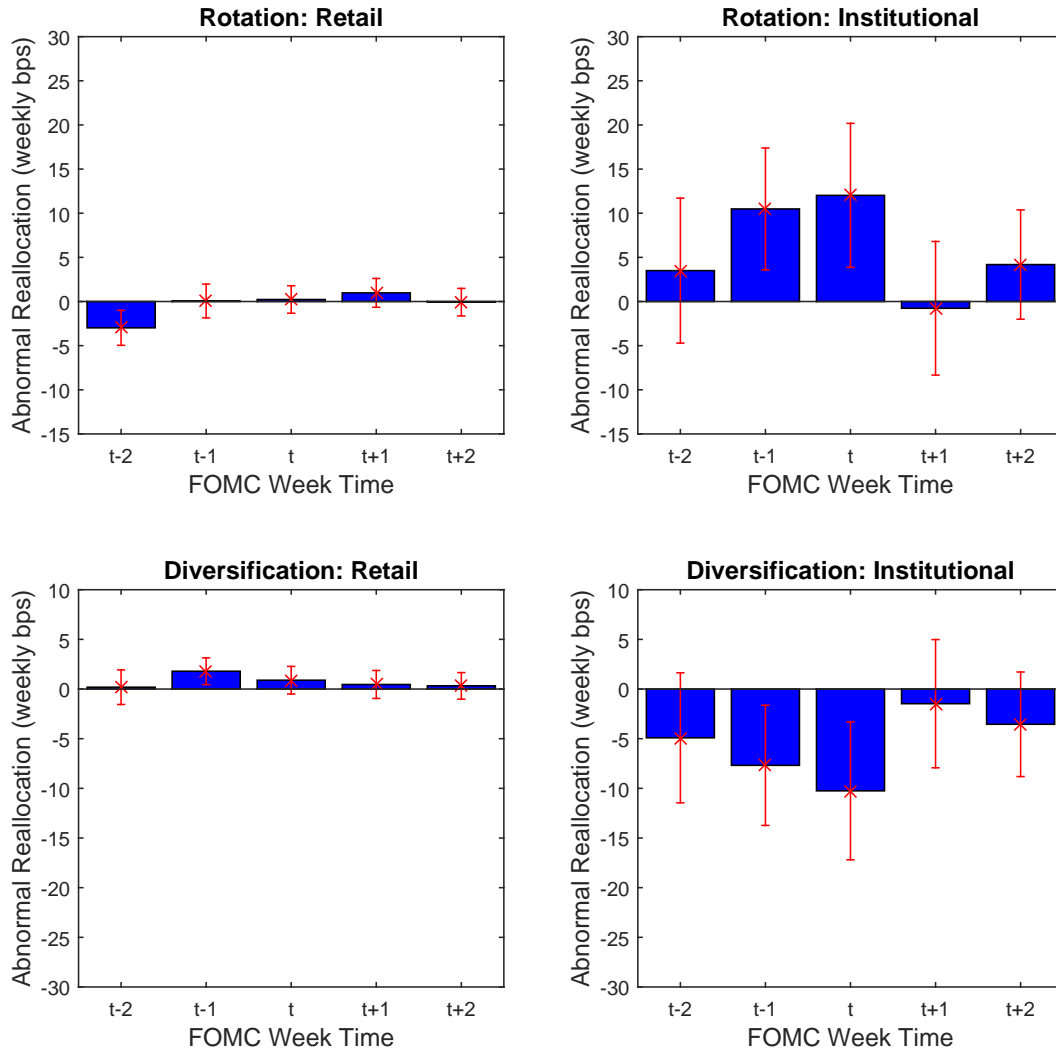 Rotation: Retail
Abnormal Reallocation (weekly bps)
30
25
20
15
10
5
0
-5
-10
-15
t-2 t-1 t t+1 t+2
FOMC Week Time
Rotation: Institutional
Abnormal Reallocation (weekly bps)
30
25
20
15
10
5
0
-5
-10
-15
t-2 t-1 t t+1 t+2
FOMC Week Time
Diversification: Retail
Abnormal Reallocation (weekly bps)
10
5
0
-5
-10
-15
-20
-25
-30
t-2 t-1 t t+1 t+2
FOMC Week Time
Diversification: Institutional
Abnormal Reallocation (weekly bps)
10
5
0
-5
-10
-15
-20
-25
-30
t-2 t-1 t t+1 t+2
FOMC Week Time